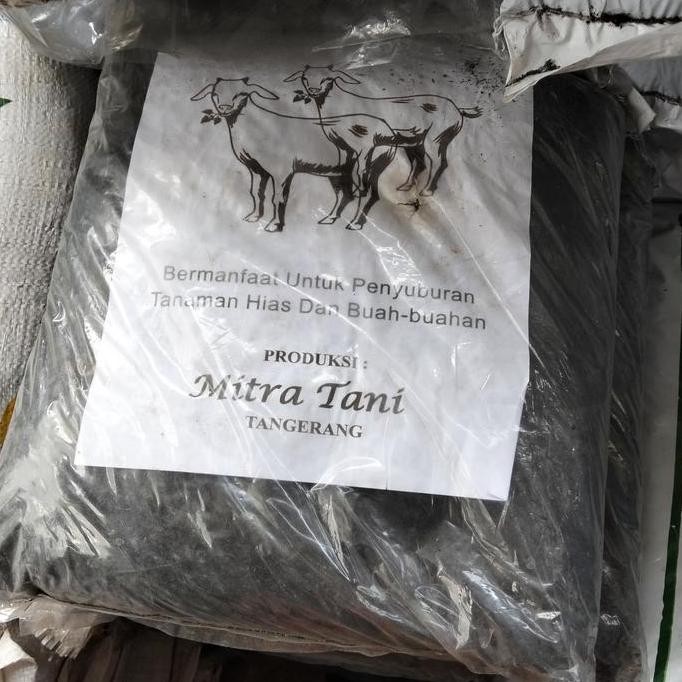 Bermanfaat Untuk Penyuburan
Tanaman Hias Dan Buah-buahan
PRODUKSI :
Mitra Tani
TANGERANG